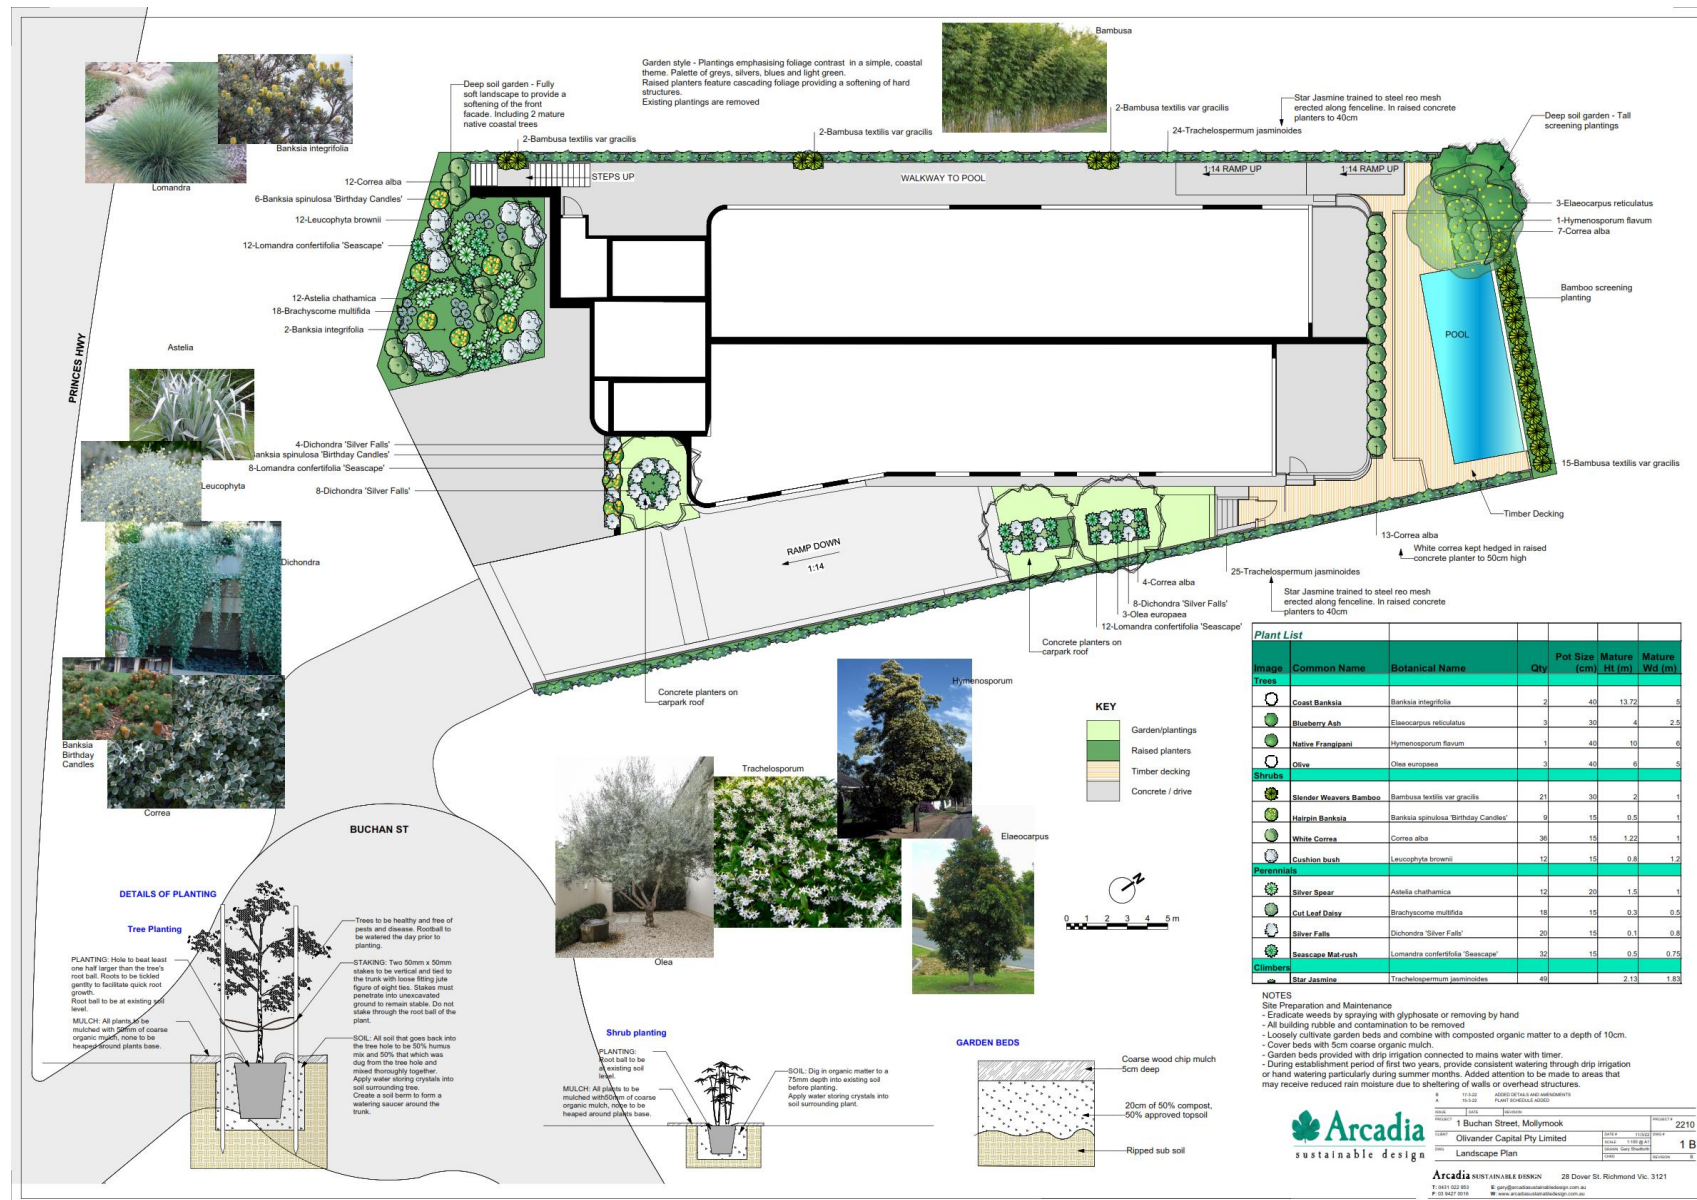 Bambusa
Garden style - Plantings emphasising foliage contrast in a simple, coastal
theme. Palette of greys, silvers, blues and light green.
Raised planters feature cascading foliage providing a softening of hard
structures.
Existing plantings are removed
Deep soil garden - Fully
soft landscape to provide a
softening of the front
facade. Including 2 mature
native coastal trees
Banksia integrifolia
Lomandra
2-Bambusa textilis var gracilis
2-Bambusa textilis var gracilis
2-Bambusa textilis var gracilis
24-Trachelospermum jasminoides
Star Jasmine trained to steel reo mesh
erected along fenceline. In raised concrete
planters to 40cm
Deep soil garden - Tall
screening plantings
12-Correa alba
6-Banksia spinulosa 'Birthday Candles'
12-Leucophyta brownii
12-Lomandra confertifolia 'Seascape'
12-Astelia chathamica
18-Brachyscome multifida
2-Banksia integrifolia
STEPS UP
WALKWAY TO POOL
1:14 RAMP UP
1:14 RAMP UP
3-Elaeocarpus reticulatus
1-Hymenosporum flavum
7-Correa alba
Bamboo screening
planting
POOL
PRINCES HWY
Astelia
Leucophyta
Dichondra
4-Dichondra 'Silver Falls'
anksia spinulosa 'Birthday Candles'
8-Lomandra confertifolia 'Seascape'
8-Dichondra 'Silver Falls'
15-Bambusa textilis var gracilis
Timber Decking
13-Correa alba
White correa kept hedged in raised
concrete planter to 50cm high
RAMP DOWN
1:14
25-Trachelospermum jasminoides
Star Jasmine trained to steel reo mesh
erected along fenceline. In raised concrete
planters to 40cm
4-Correa alba
8-Dichondra 'Silver Falls'
3-Olea europaea
12-Lomandra confertifolia 'Seascape'
Concrete planters on
carpark roof
Concrete planters on
carpark roof
Banksia
Birthday
Candles
Correa
BUCHAN ST
Hymenosporum
Trachelosporum
Elaeocarpus
Olea
KEY
Garden/plantings
Raised planters
Timber decking
Concrete / drive
N
0 1 2 3 4 5 m
Plant List
Image Common Name Botanical Name Qty Pot Size (cm) Mature Ht (m) Mature Wd (m)
Trees
Coast Banksia Banksia integrifolia 2 40 13.72 5
Blueberry Ash Elaeocarpus reticulatus 3 30 4 2.5
Native Frangipani Hymenosporum flavum 1 40 10 6
Olive Olea europaea 3 40 6 5
Shrubs
Slender Weavers Bamboo Bambusa textilis var gracilis 21 30 2 1
Hairpin Banksia Banksia spinulosa 'Birthday Candles' 9 15 0.5 1
White Correa Correa alba 36 15 1.22 1
Cushion bush Leucophyta brownii 12 15 0.8 1.2
Perennials
Silver Spear Astelia chathamica 12 20 1.5 1
Cut Leaf Daisy Brachyscome multifida 18 15 0.3 0.5
Silver Falls Dichondra 'Silver Falls' 20 15 0.1 0.8
Seascape Mat-rush Lomandra confertifolia 'Seascape' 32 15 0.5 0.75
Climbers
Star Jasmine Trachelospermum jasminoides 49 2.13 1.83
NOTES
Site Preparation and Maintenance
- Eradicate weeds by spraying with glyphosate or removing by hand
- All building rubble and contamination to be removed
- Loosely cultivate garden beds and combine with composted organic matter to a depth of 10cm.
- Cover beds with 5cm coarse organic mulch.
- Garden beds provided with drip irrigation connected to mains water with timer.
- During establishment period of first two years, provide consistent watering through drip irrigation
or hand watering particularly during summer months. Added attention to be made to areas that
may receive reduced rain moisture due to sheltering of walls or overhead structures.
DETAILS OF PLANTING
Tree Planting
PLANTING: Hole to beat least
one half larger than the tree's
root ball. Roots to be tickled
gently to facilitate quick root
growth.
Root ball to be at existing soil
level.
MULCH: All plants to be
mulched with 50mm of coarse
organic mulch, none to be
heaped around plants base.
Trees to be healthy and free of
pests and disease. Rootball to
be watered the day prior to
planting.
STAKING: Two 50mm x 50mm
stakes to be vertical and tied to
the trunk with loose fitting jute
figure of eight ties. Stakes must
penetrate into unexcavated
ground to remain stable. Do not
stake through the root ball of the
plant.
SOIL: All soil that goes back into
the tree hole to be 50% humus
mix and 50% that which was
dug from the tree hole and
mixed thoroughly together.
Apply water storing crystals into
soil surrounding tree.
Create a soil berm to form a
watering saucer around the
trunk.
Shrub planting
PLANTING:
Root ball to be
at existing soil
level.
MULCH: All plants to be
mulched with50mm of coarse
organic mulch, none to be
heaped around plants base.
SOIL: Dig in organic matter to a
75mm depth into existing soil
before planting.
Apply water storing crystals into
soil surrounding plant.
GARDEN BEDS
Coarse wood chip mulch
5cm deep
20cm of 50% compost,
50% approved topsoil
Ripped sub soil
B 17-3-22 ADDED DETAILS AND AMENDMENTS
A 15-3-22 PLANT SCHEDULE ADDED
ISSUE DATE REVISION
Arcadia
sustainable design
PROJECT 1 Buchan Street, Mollymook PROJECT # 2210
CLIENT Olivander Capital Pty Limited
DWG Landscape Plan
DWG # 1 B
REVISION B
Arcadia SUSTAINABLE DESIGN 28 Dover St. Richmond Vic. 3121